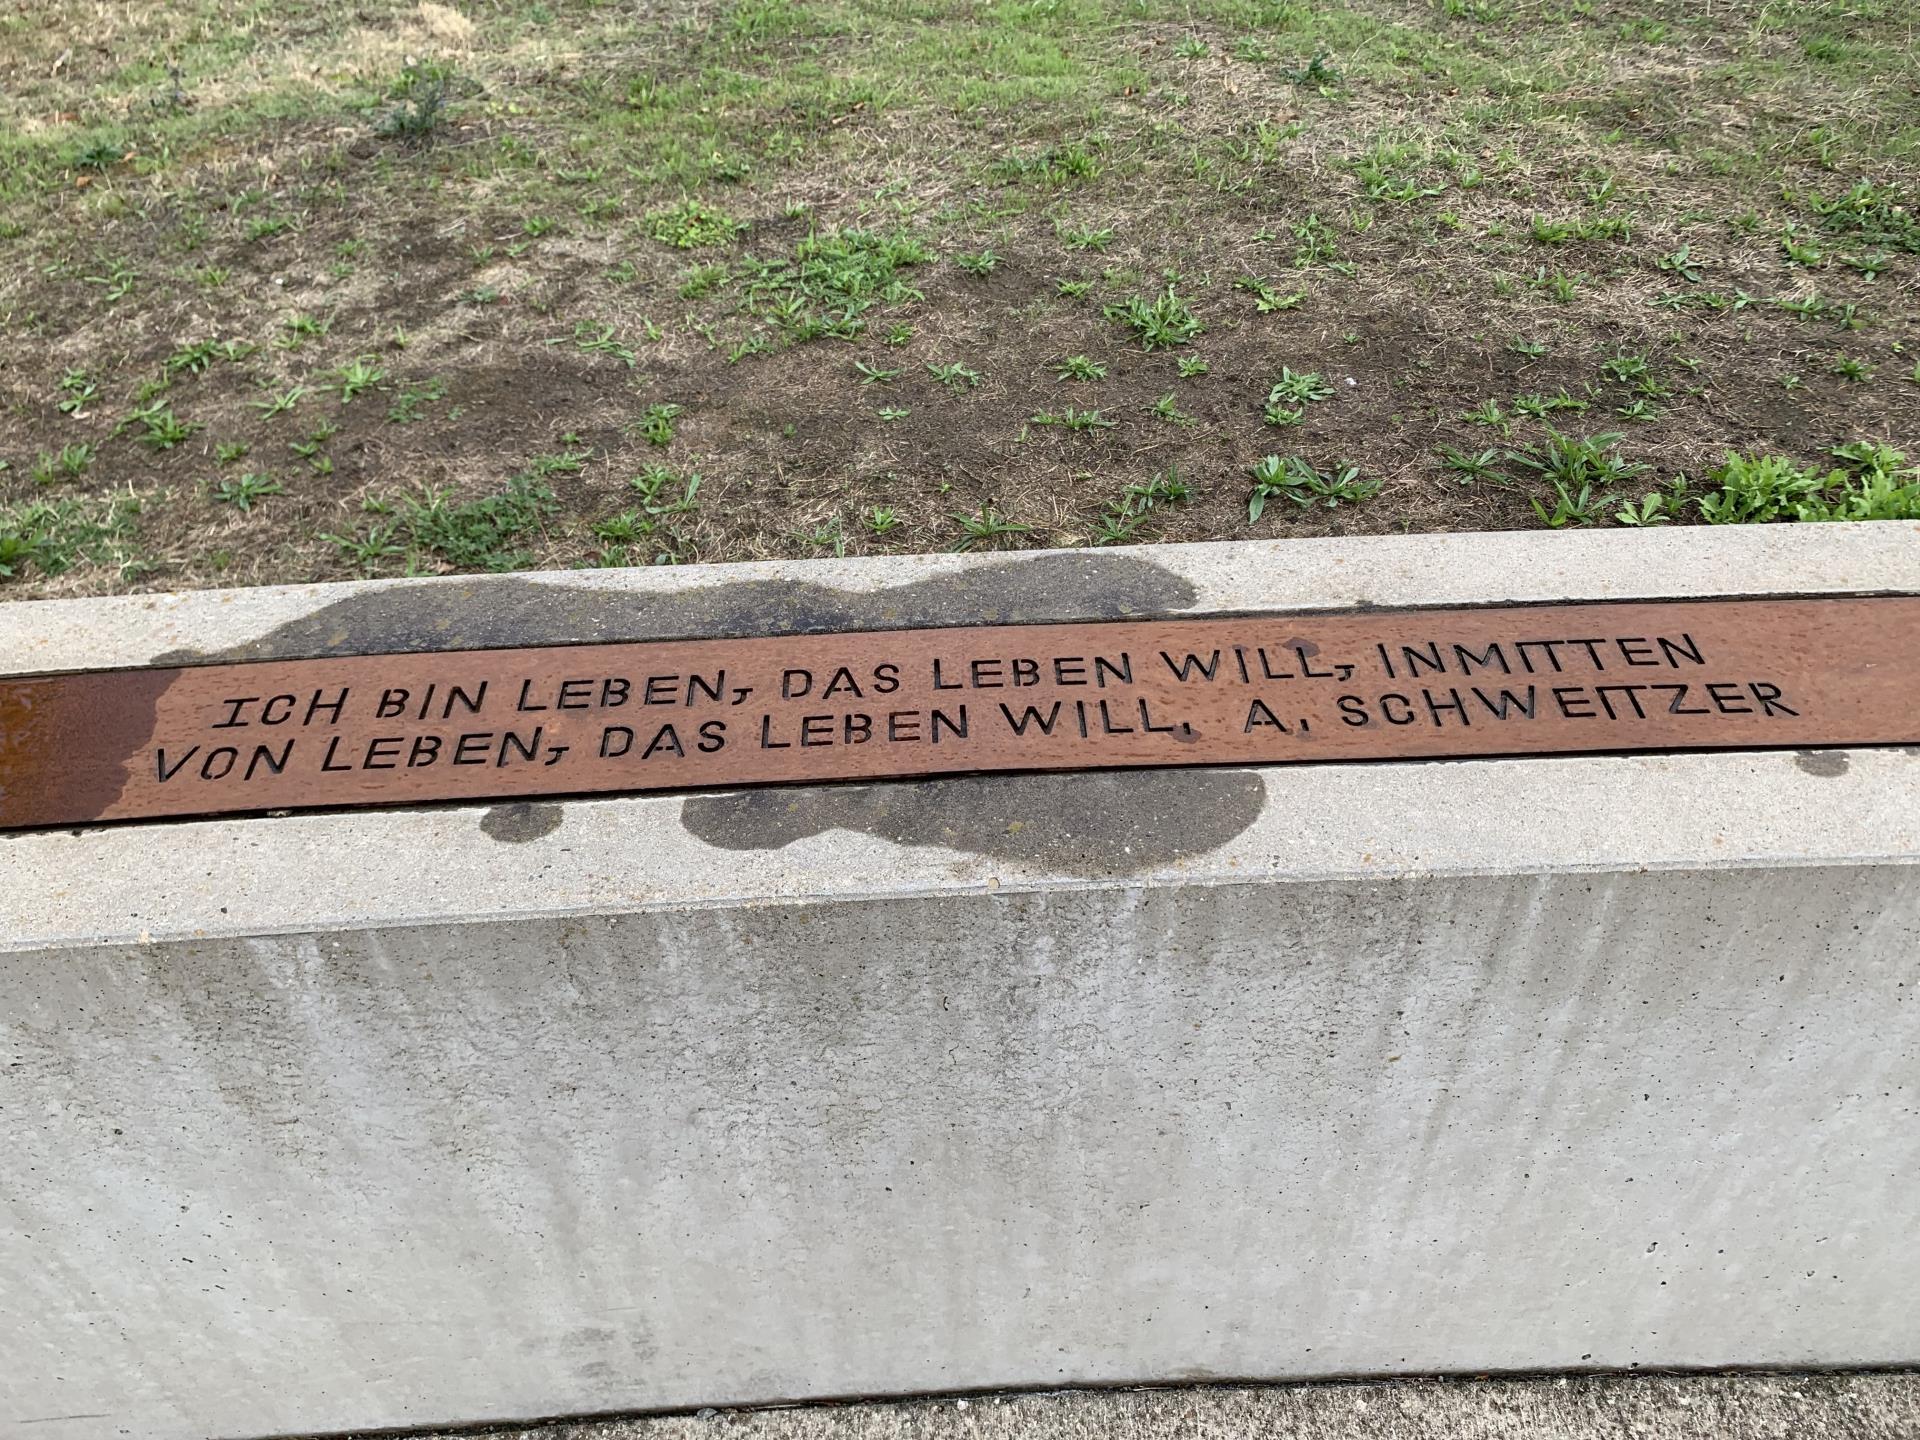 ICH BIN LEBEN, DAS LEBEN WILL, INMITTEN
VON LEBEN, DAS LEBEN WILL. A. SCHWEITZER